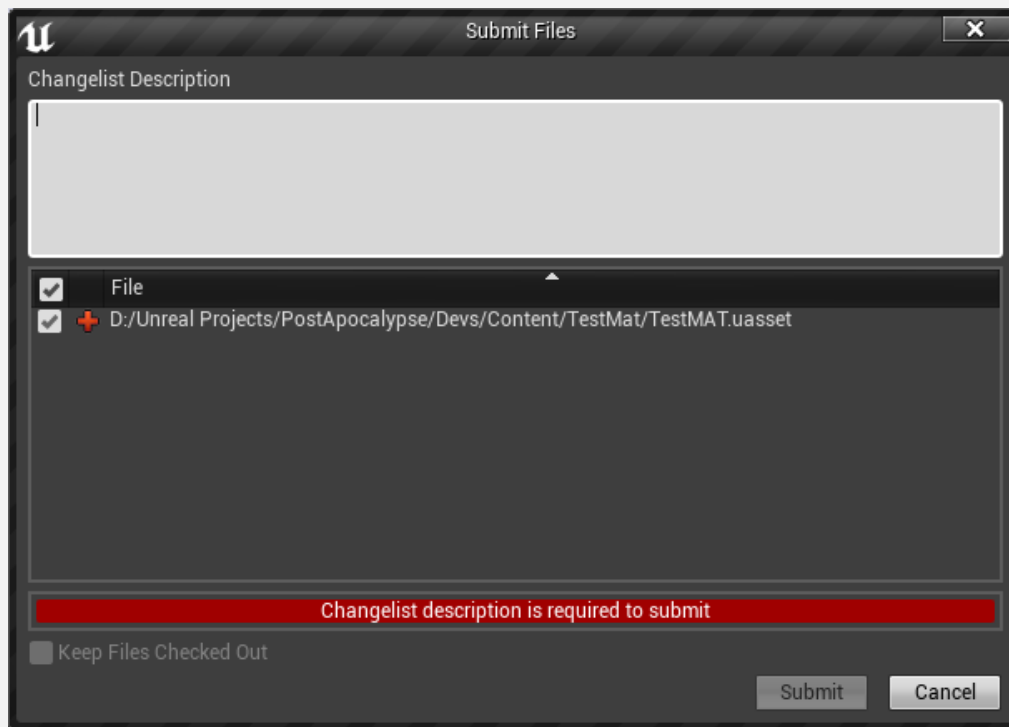 Submit Files
Changelist Description
File
D:/Unreal Projects/PostApocalypse/Devs/Content/TestMat/TestMAT.uasset
Changelist description is required to submit
Keep Files Checked Out
Submit Cancel